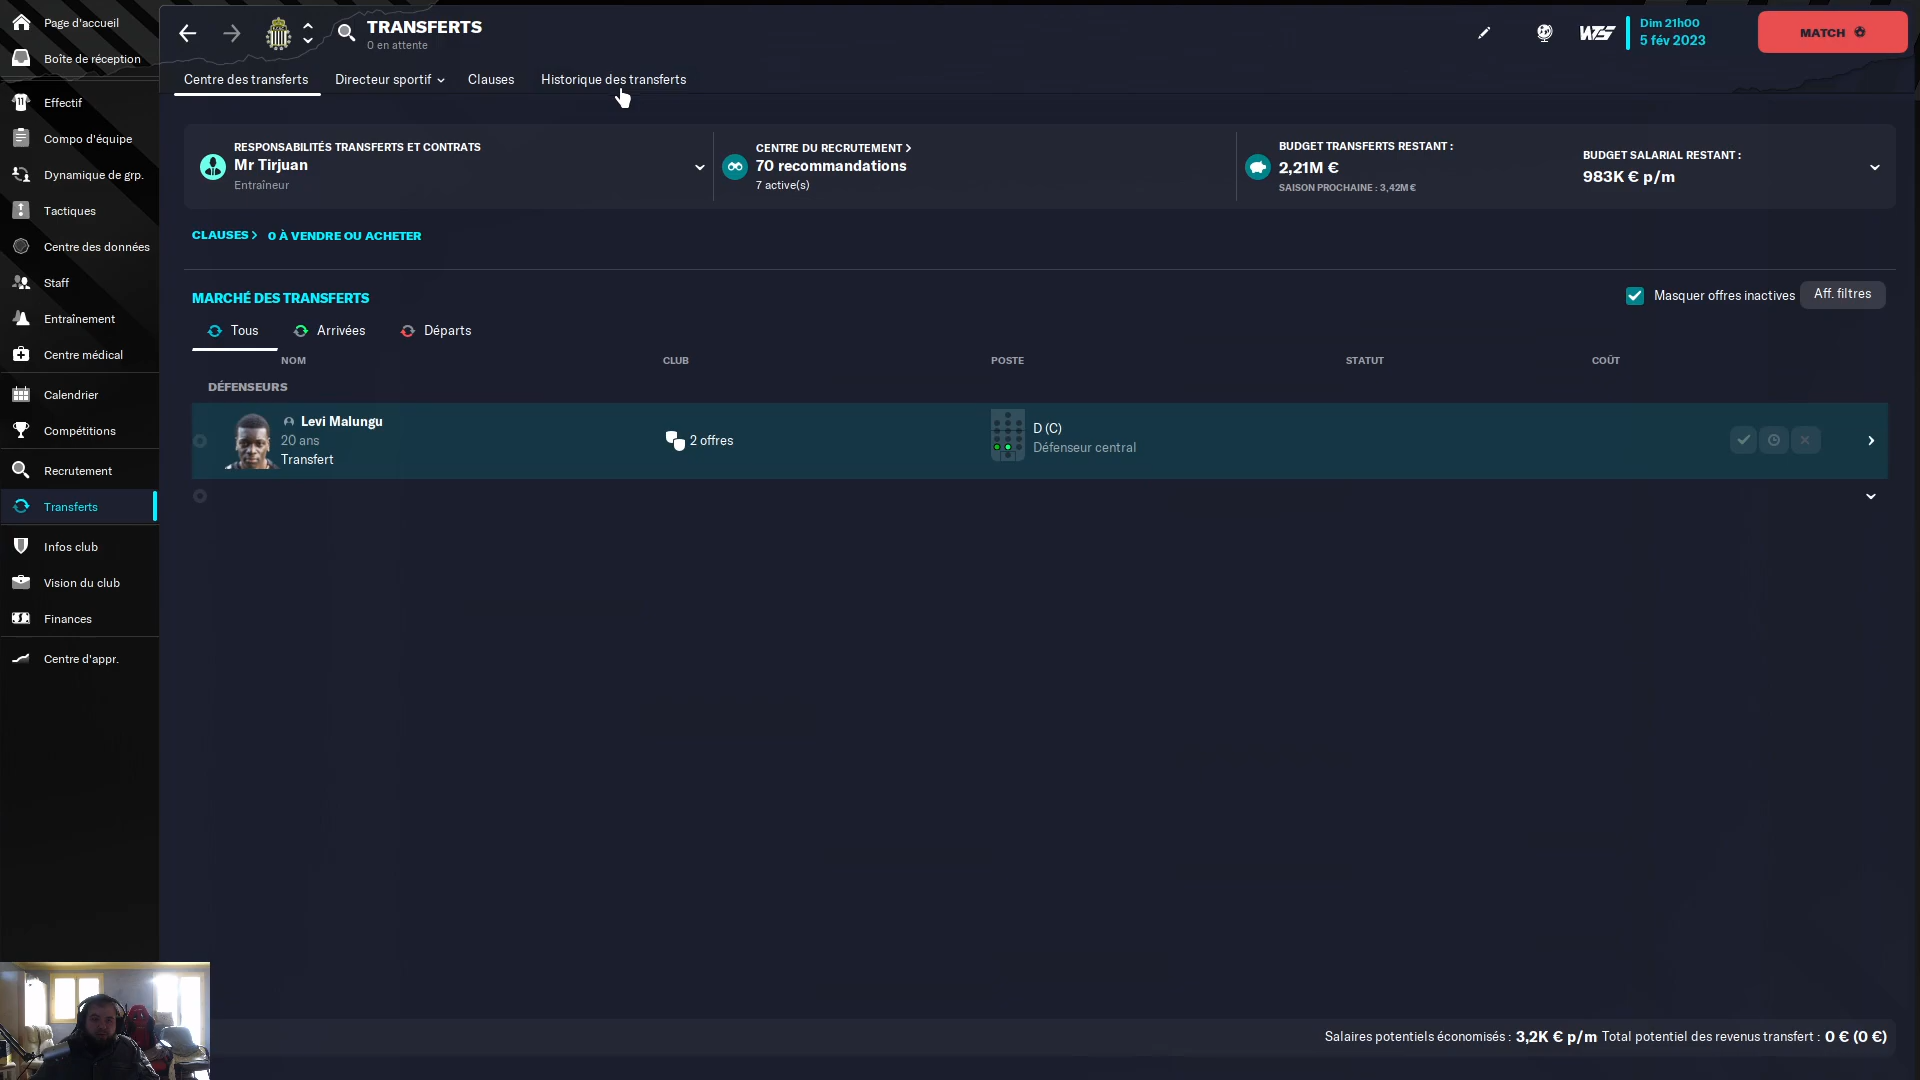 Page d'accueil
Boîte de réception
Effectif
Compo d'équipe
Dynamique de grp.
Tactiques
Centre des données
Staff
Entraînement
Centre médical
Calendrier
Compétitions
Recrutement
Transferts
Infos club
Vision du club
Finances
Centre d'appr.
TRANSFERTS
0 en attente
Dim 21h00
5 fév 2023
MATCH
Centre des transferts
Directeur sportif
Clauses
Historique des transferts
RESPONSABILITÉS TRANSFERTS ET CONTRATS
Mr Tirjuan
Entraîneur
CENTRE DU RECRUTEMENT >
70 recommandations
7 active(s)
BUDGET TRANSFERTS RESTANT :
2,21M €
SAISON PROCHAINE : 3,42M €
BUDGET SALARIAL RESTANT :
983K € p/m
CLAUSES > 0 À VENDRE OU ACHETER
MARCHÉ DES TRANSFERTS
Masquer offres inactives
Aff. filtres
Tous
Arrivées
Départs
NOM CLUB POSTE STATUT COÛT
DÉFENSEURS
Levi Malungu
20 ans
Transfert
2 offres
D (C)
Défenseur central
Salaires potentiels économisés : 3,2K € p/m Total potentiel des revenus transfert : 0 € (0 €)